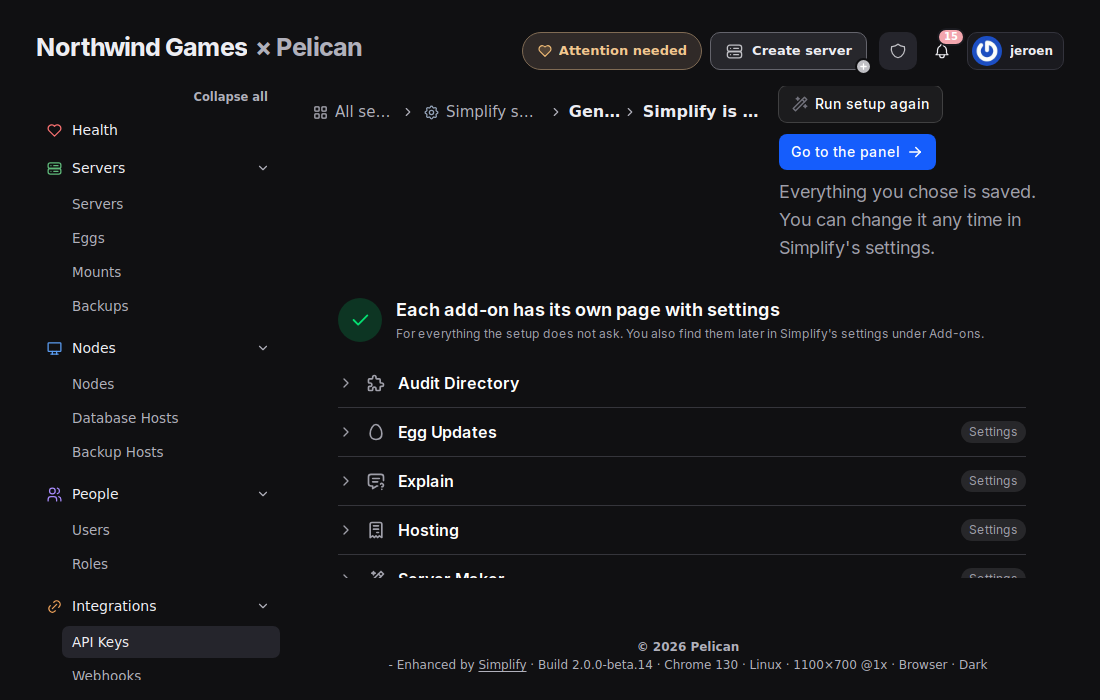 Northwind Games × Pelican
Attention needed
Create server
15
jeroen
Collapse all
Health
Servers
Servers
Eggs
Mounts
Backups
Nodes
Nodes
Database Hosts
Backup Hosts
People
Users
Roles
Integrations
API Keys
Webhooks
All se… > Simplify s… > Gen… > Simplify is …
Run setup again
Go to the panel →
Everything you chose is saved.
You can change it any time in
Simplify's settings.
Each add-on has its own page with settings
For everything the setup does not ask. You also find them later in Simplify's settings under Add-ons.
Audit Directory
Egg Updates Settings
Explain Settings
Hosting Settings
Server Maker Settings
© 2026 Pelican
- Enhanced by Simplify · Build 2.0.0-beta.14 · Chrome 130 · Linux · 1100×700 @1x · Browser · Dark